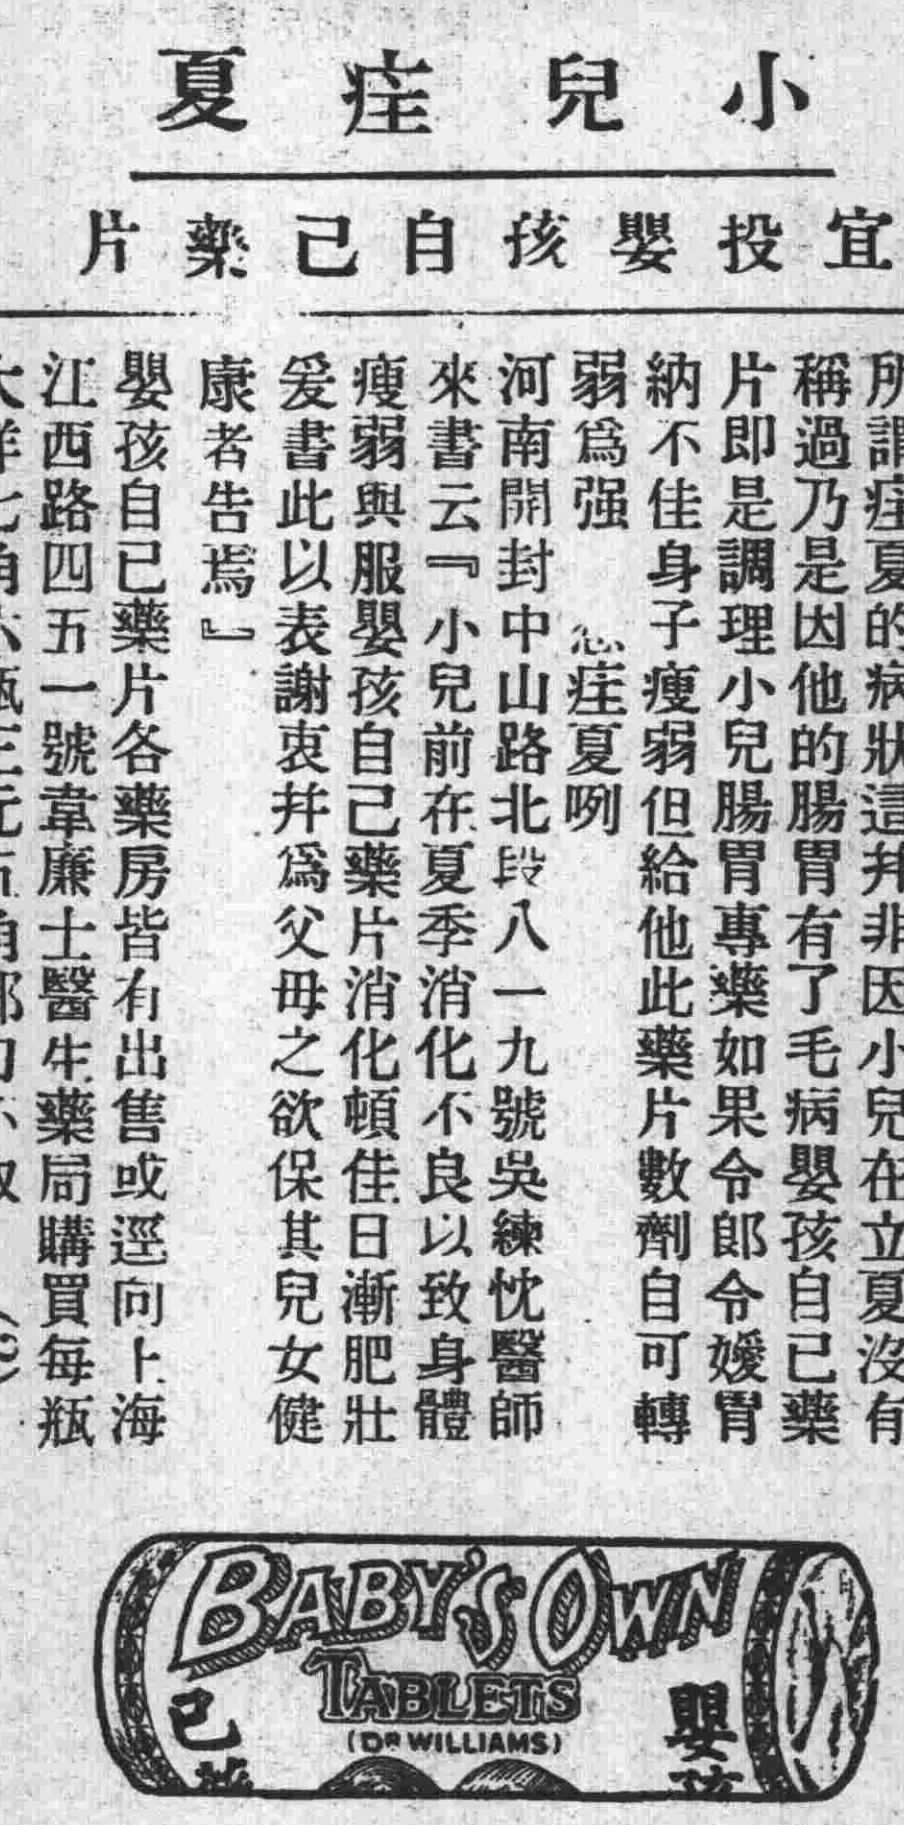 小兒疰夏
宜投嬰孩自己藥片
所謂疰夏的病狀這幷非因小兒在立夏沒有
稱過乃是因他的腸胃有了毛病嬰孩自已藥
片即是調理小兒腸胃專藥如果令郎令嬡胃
納不佳身子瘦弱但給他此藥片數劑自可轉
弱爲强 疰夏咧
河南開封中山路北段八一九號吳練忱醫師
來書云『小兒前在夏季消化不良以致身體
瘦弱與服嬰孩自己藥片消化頓佳日漸肥壯
爰書此以表謝衷幷爲父母之欲保其兒女健
康者告焉』
嬰孩自已藥片各藥房皆有出售或逕向上海
江西路四五一號韋廉士醫生藥局購買每瓶
BABY'S OWN
TABLETS
(DR WILLIAMS)
嬰孩
己藥